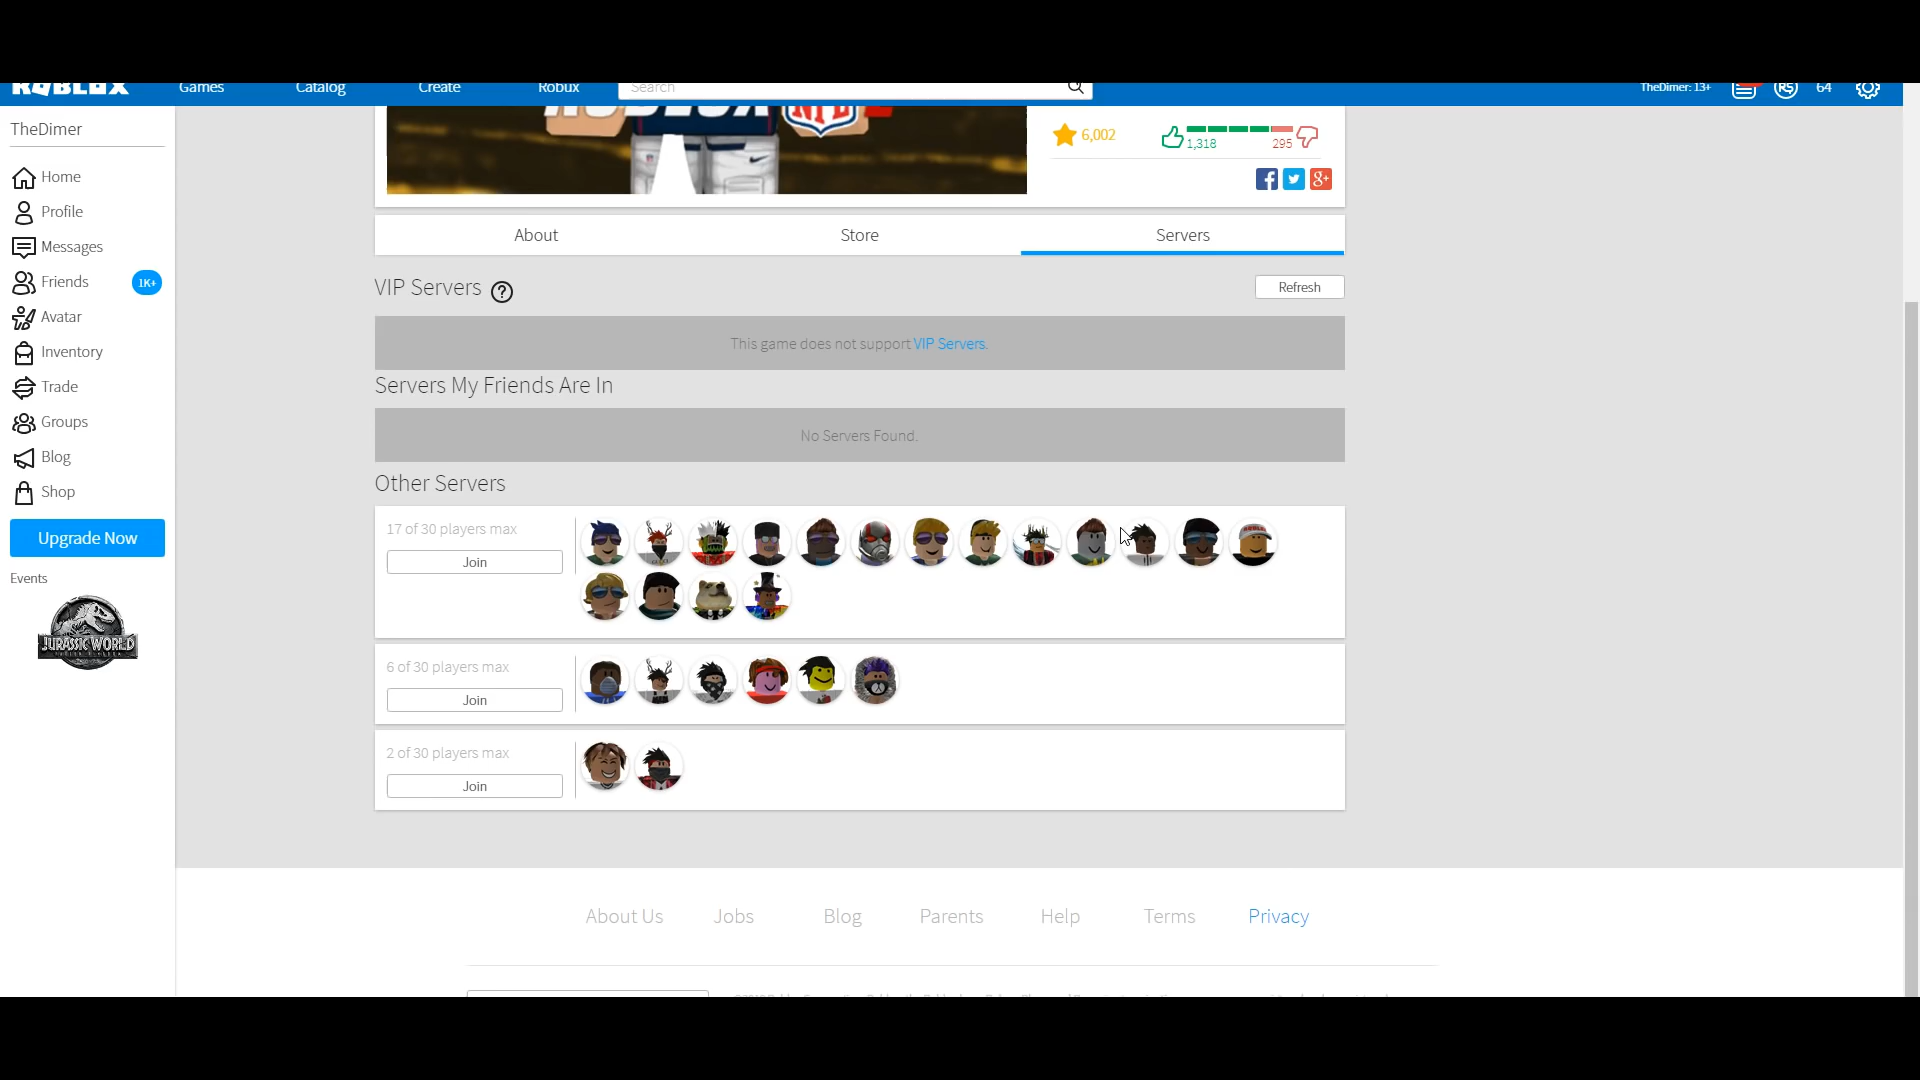 ROBLOX Games Catalog Create Robux Search TheDimer: 13+ R$ 64
TheDimer
Home
Profile
Messages
Friends 1K+
Avatar
Inventory
Trade
Groups
Blog
Shop
Upgrade Now
Events
JURASSIC WORLD
NFL
6,002
1,318 295
About Store Servers
VIP Servers ?
Refresh
This game does not support VIP Servers.
Servers My Friends Are In
No Servers Found.
Other Servers
17 of 30 players max
Join
6 of 30 players max
Join
2 of 30 players max
Join
About Us Jobs Blog Parents Help Terms Privacy